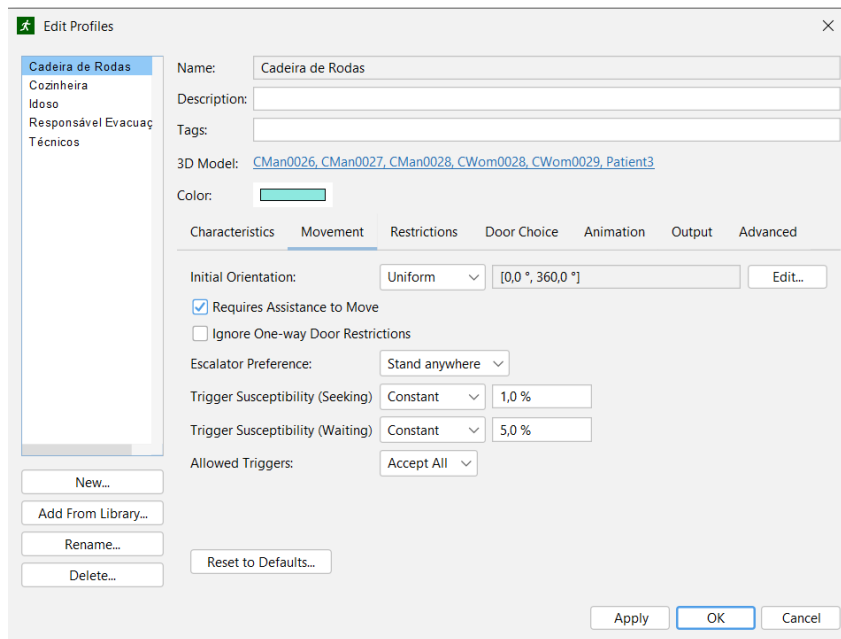 Edit Profiles
Cadeira de Rodas
Cozinheira
Idoso
Responsável Evacuaç
Técnicos
New...
Add From Library...
Rename...
Delete...
Name: Cadeira de Rodas
Description:
Tags:
3D Model: CMan0026, CMan0027, CMan0028, CWom0028, CWom0029, Patient3
Color:
Characteristics Movement Restrictions Door Choice Animation Output Advanced
Initial Orientation: Uniform [0,0 °, 360,0 °] Edit...
Requires Assistance to Move
Ignore One-way Door Restrictions
Escalator Preference: Stand anywhere
Trigger Susceptibility (Seeking) Constant 1,0 %
Trigger Susceptibility (Waiting) Constant 5,0 %
Allowed Triggers: Accept All
Reset to Defaults...
Apply OK Cancel